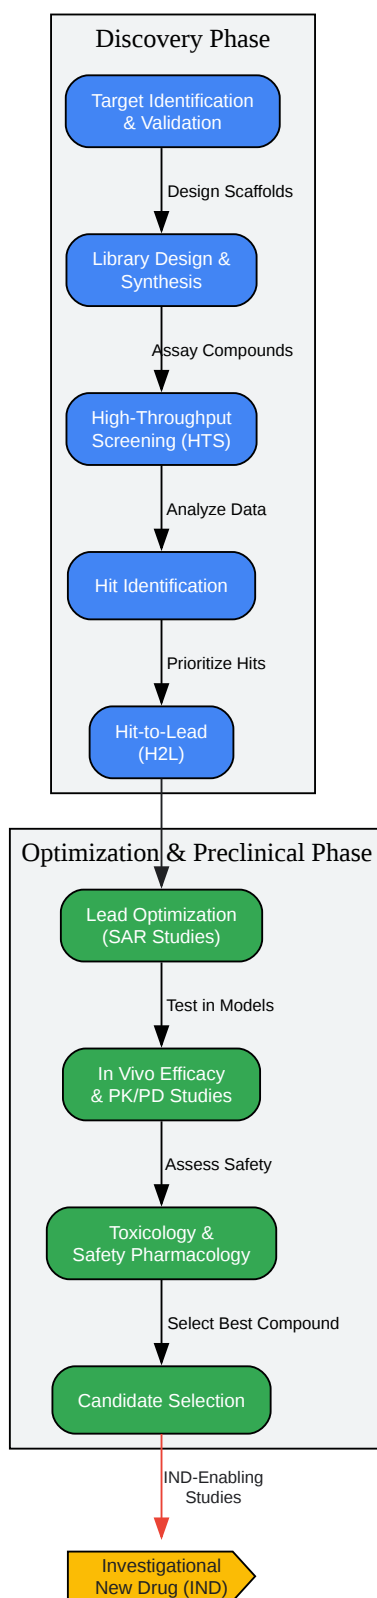 Discovery Phase
Target Identification
& Validation
Design Scaffolds
Library Design &
Synthesis
Assay Compounds
High-Throughput
Screening (HTS)
Analyze Data
Hit Identification
Prioritize Hits
Hit-to-Lead
(H2L)
Optimization & Preclinical Phase
Lead Optimization
(SAR Studies)
Test in Models
In Vivo Efficacy
& PK/PD Studies
Assess Safety
Toxicology &
Safety Pharmacology
Select Best Compound
Candidate Selection
IND-Enabling
Studies
Investigational
New Drug (IND)